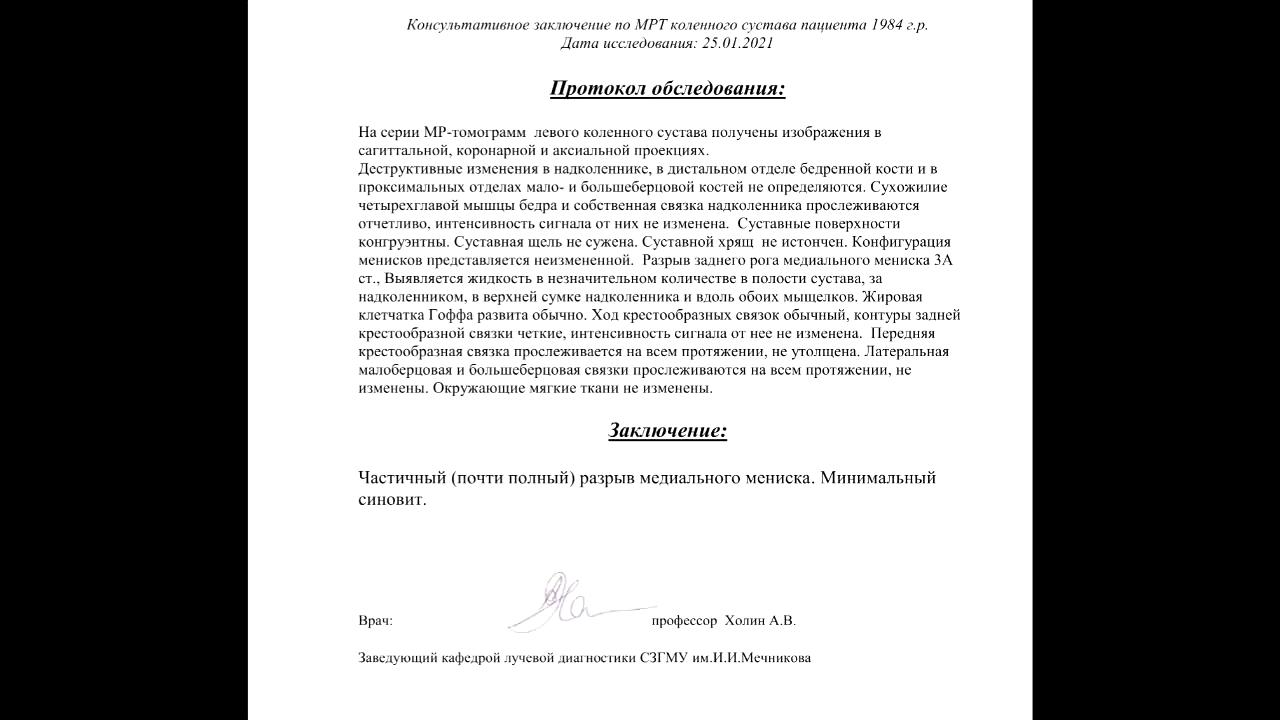 Консультативное заключение по МРТ коленного сустава пациента 1984 г.р.
Дата исследования: 25.01.2021
Протокол обследования:
На серии МР-томограмм левого коленного сустава получены изображения в
сагиттальной, коронарной и аксиальной проекциях.
Деструктивные изменения в надколеннике, в дистальном отделе бедренной кости и в
проксимальных отделах мало- и большеберцовой костей не определяются. Сухожилие
четырехглавой мышцы бедра и собственная связка надколенника прослеживаются
отчетливо, интенсивность сигнала от них не изменена. Суставные поверхности
конгруэнтны. Суставная щель не сужена. Суставной хрящ не истончен. Конфигурация
менисков представляется неизмененной. Разрыв заднего рога медиального мениска 3А
ст., Выявляется жидкость в незначительном количестве в полости сустава, за
надколенником, в верхней сумке надколенника и вдоль обоих мыщелков. Жировая
клетчатка Гоффа развита обычно. Ход крестообразных связок обычный, контуры задней
крестообразной связки четкие, интенсивность сигнала от нее не изменена. Передняя
крестообразная связка прослеживается на всем протяжении, не утолщена. Латеральная
малоберцовая и большеберцовая связки прослеживаются на всем протяжении, не
изменены. Окружающие мягкие ткани не изменены.
Заключение:
Частичный (почти полный) разрыв медиального мениска. Минимальный
синовит.
Врач: профессор Холин А.В.
Заведующий кафедрой лучевой диагностики СЗГМУ им.И.И.Мечникова